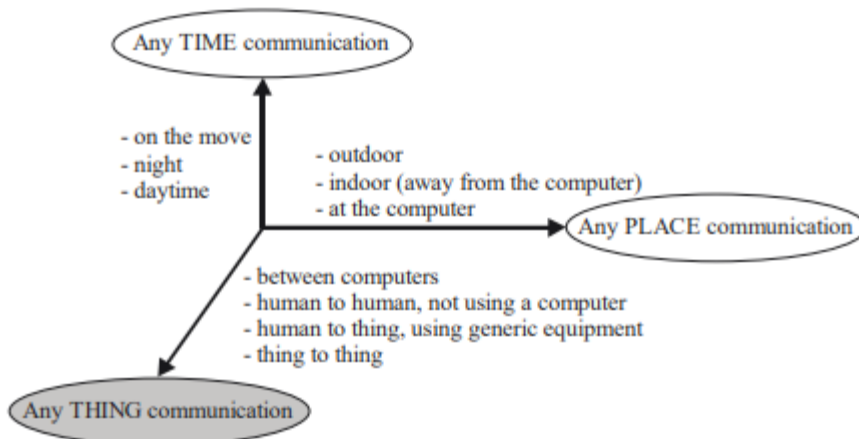 Any TIME communication
- on the move
- night
- daytime
- outdoor
- indoor (away from the computer)
- at the computer
Any PLACE communication
- between computers
- human to human, not using a computer
- human to thing, using generic equipment
- thing to thing
Any THING communication